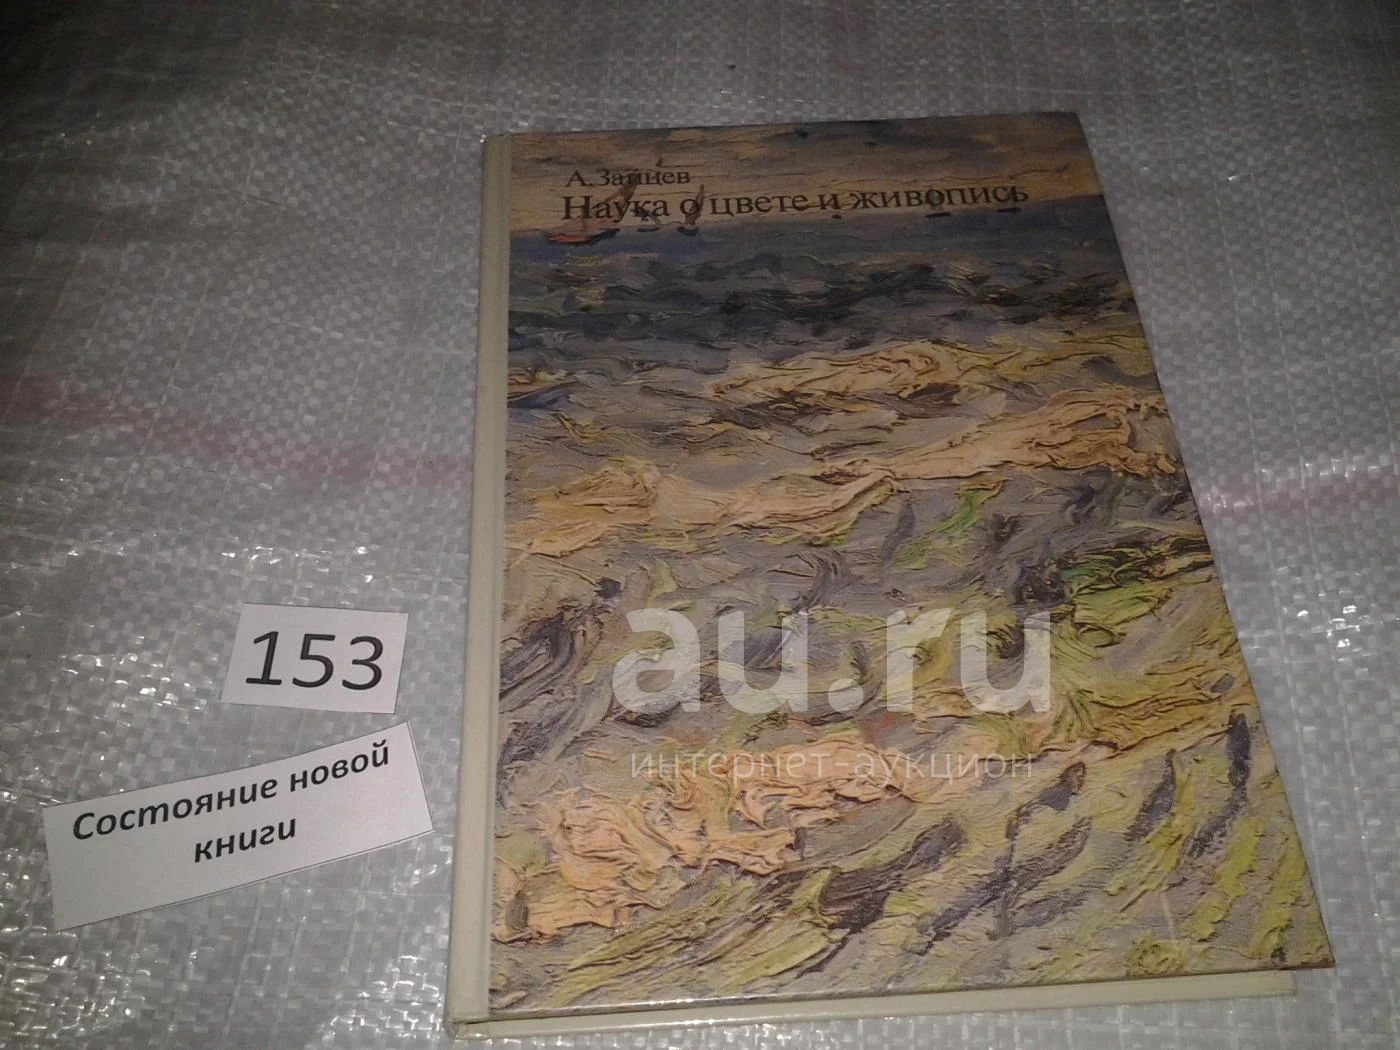 А. Зайцев
Наука о цвете и живопись
153
Состояние новой
книги
au.ru
интернет-аукцион